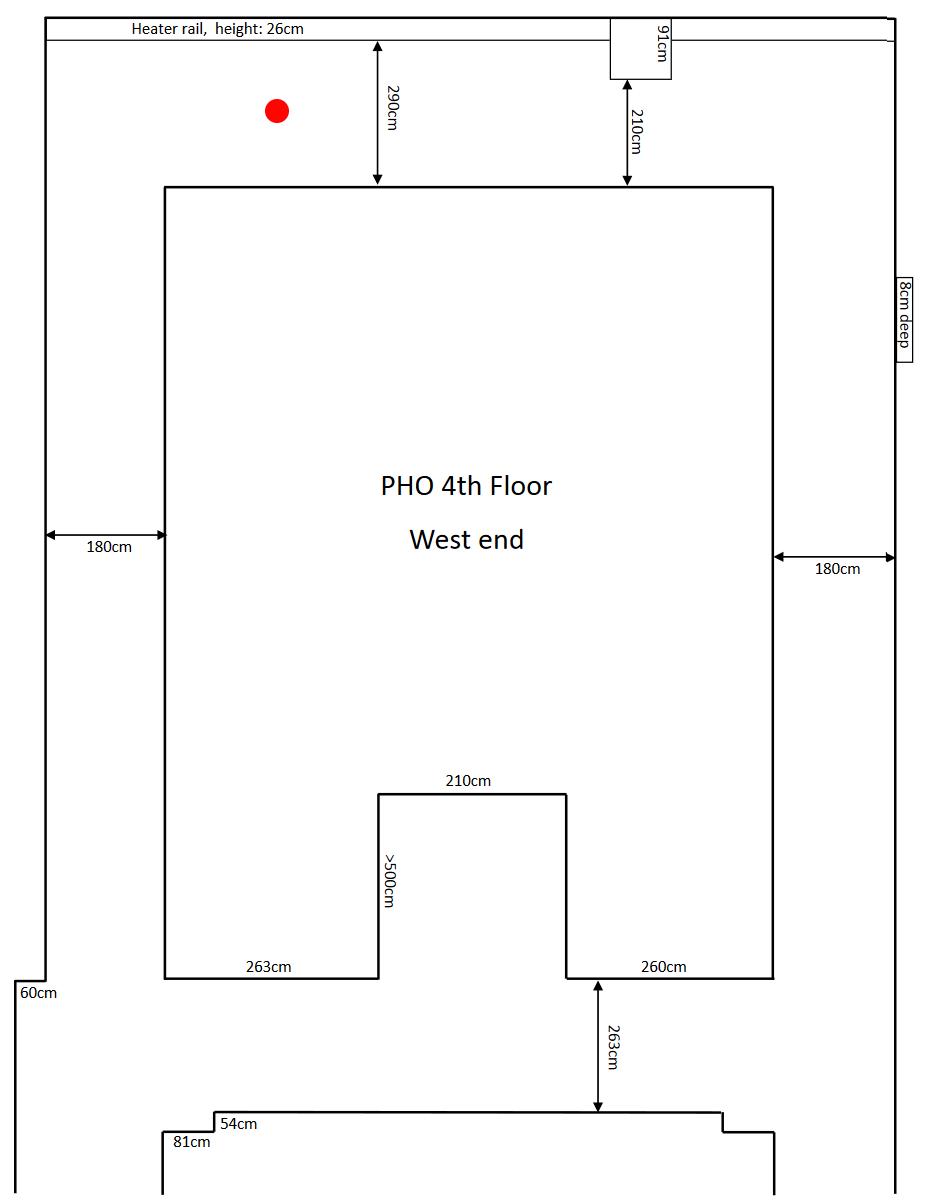 Heater rail,  height: 26cm
91cm
290cm
210cm
8cm deep
PHO 4th Floor
West end
180cm
180cm
210cm
>500cm
263cm
260cm
60cm
263cm
54cm
81cm